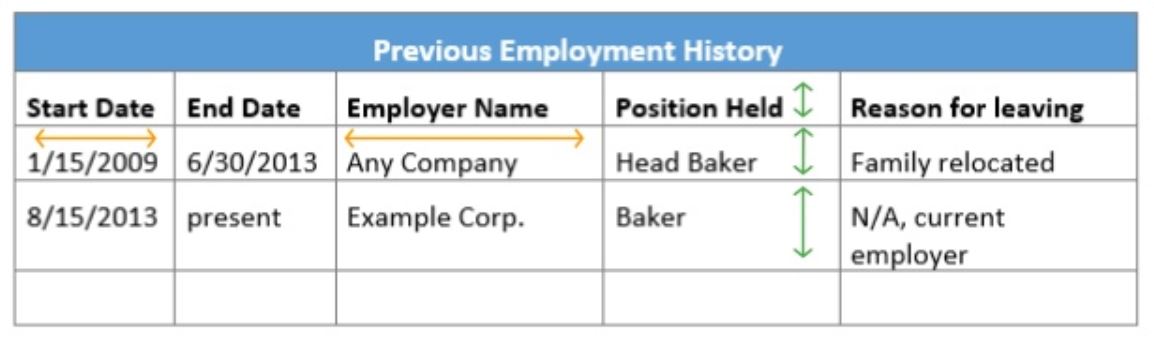 Previous Employment History
Start Date End Date Employer Name Position Held Reason for leaving
1/15/2009 6/30/2013 Any Company Head Baker Family relocated
8/15/2013 present Example Corp. Baker N/A, current
employer